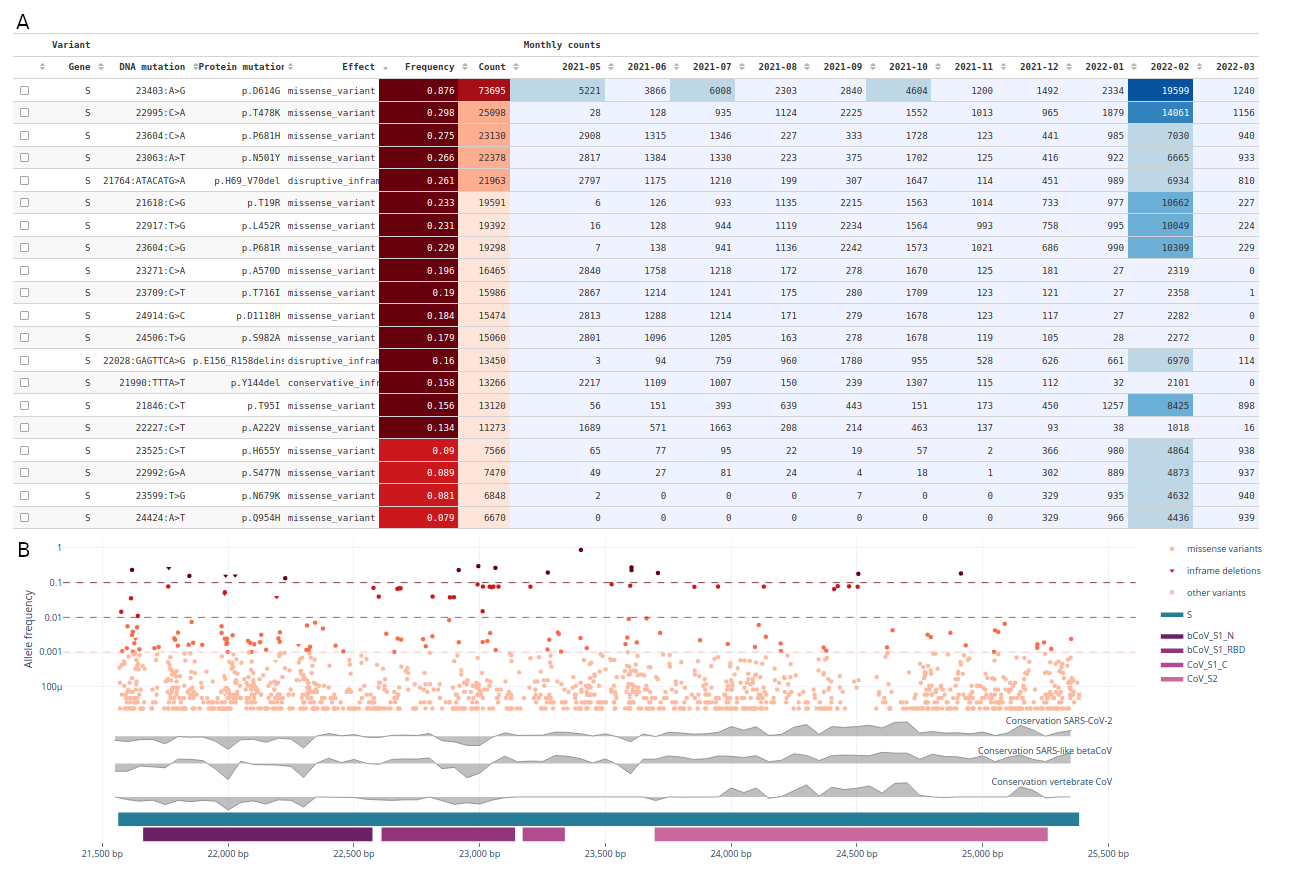 A
Variant Monthly counts
Gene DNA mutation Protein mutation Effect Frequency Count 2021-05 2021-06 2021-07 2021-08 2021-09 2021-10 2021-11 2021-12 2022-01 2022-02 2022-03
S 23403:A>G p.D614G missense_variant 0.876 73695 5221 3866 6008 2303 2840 4604 1200 1492 2334 19599 1240
S 22995:C>A p.T478K missense_variant 0.298 25098 28 128 935 1124 2225 1552 1013 965 1879 14061 1156
S 23604:C>A p.P681H missense_variant 0.275 23130 2908 1315 1346 227 333 1728 123 441 985 7030 940
S 23063:A>T p.N501Y missense_variant 0.266 22378 2817 1384 1330 223 375 1702 125 416 922 6665 933
S 21764:ATACATG>A p.H69_V70del disruptive_infram 0.261 21963 2797 1175 1210 199 307 1647 114 451 989 6934 810
S 21618:C>G p.T19R missense_variant 0.233 19591 6 126 933 1135 2215 1563 1014 733 977 10662 227
S 22917:T>G p.L452R missense_variant 0.231 19392 16 128 944 1119 2234 1564 993 758 995 10049 224
S 23604:C>G p.P681R missense_variant 0.229 19298 7 138 941 1136 2242 1573 1021 686 990 10309 229
S 23271:C>A p.A570D missense_variant 0.196 16465 2840 1758 1218 172 278 1670 125 181 27 2319 0
S 23709:C>T p.T716I missense_variant 0.19 15986 2867 1214 1241 175 280 1709 123 121 27 2358 1
S 24914:G>C p.D1118H missense_variant 0.184 15474 2813 1288 1214 171 279 1678 123 117 27 2282 0
S 24506:T>G p.S982A missense_variant 0.179 15060 2801 1096 1205 163 278 1678 119 105 28 2272 0
S 22028:GAGTTCA>G p.E156_R158delins disruptive_infram 0.16 13450 3 94 759 960 1780 955 528 626 661 6970 114
S 21990:TTTA>T p.Y144del conservative_infr 0.158 13266 2217 1109 1007 150 239 1307 115 112 32 2101 0
S 21846:C>T p.T95I missense_variant 0.156 13120 56 151 393 639 443 151 173 450 1257 8425 898
S 22227:C>T p.A222V missense_variant 0.134 11273 1689 571 1663 208 214 463 137 93 38 1018 16
S 23525:C>T p.H655Y missense_variant 0.09 7566 65 77 95 22 19 57 2 366 980 4864 938
S 22992:G>A p.S477N missense_variant 0.089 7470 49 27 81 24 4 18 1 302 889 4873 937
S 23599:T>G p.N679K missense_variant 0.081 6848 2 0 0 0 7 0 0 329 935 4632 940
S 24424:A>T p.Q954H missense_variant 0.079 6670 0 0 0 0 0 0 0 329 966 4436 939
B
Allele frequency
1
0.1
0.01
0.001
100μ
missense variants
inframe deletions
other variants
S
bCoV_S1_N
bCoV_S1_RBD
CoV_S1_C
CoV_S2
Conservation SARS-CoV-2
Conservation SARS-like betaCoV
Conservation vertebrate CoV
21,500 bp 22,000 bp 22,500 bp 23,000 bp 23,500 bp 24,000 bp 24,500 bp 25,000 bp 25,500 bp